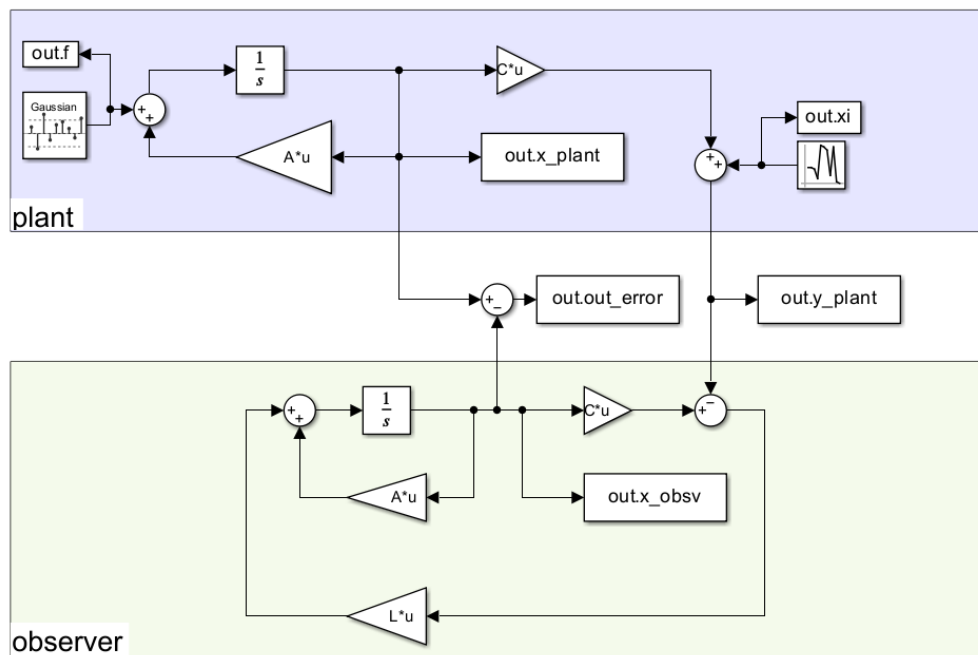 out.f
Gaussian
+
+
1
s
A*u
C*u
out.x_plant
+
+
out.xi
plant
+
−
out.out_error
out.y_plant
+
+
1
s
C*u
+
−
A*u
out.x_obsv
L*u
observer